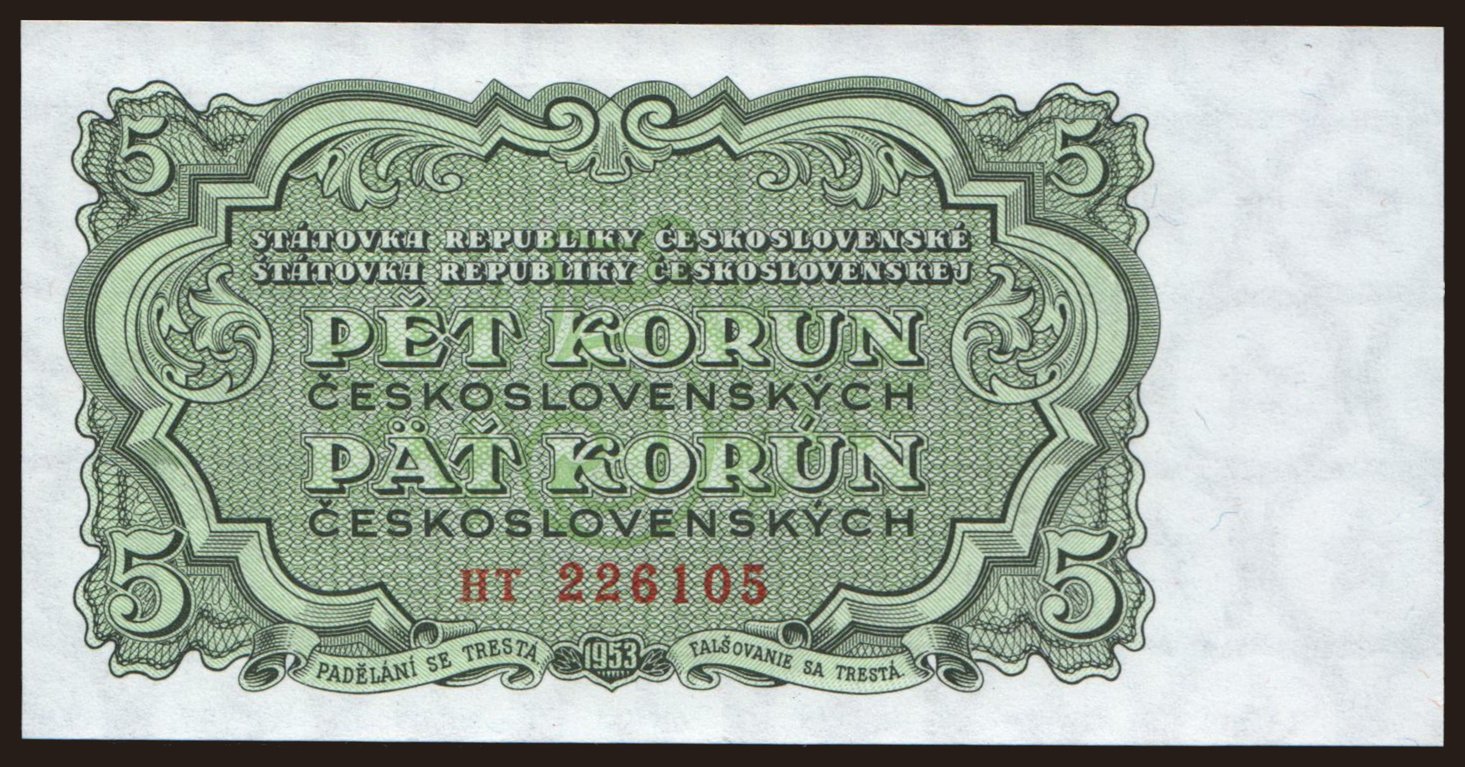 5 5
STÁTOVKA REPUBLIKY ČESKOSLOVENSKÉ
ŠTÁTOVKA REPUBLIKY ČESKOSLOVENSKEJ
PĚT KORUN
ČESKOSLOVENSKÝCH
PÄŤ KORÚN
ČESKOSLOVENSKÝCH
5 5
HT 226105
PADĚLÁNÍ SE TRESTÁ. 1953 FALŠOVANIE SA TRESTÁ.